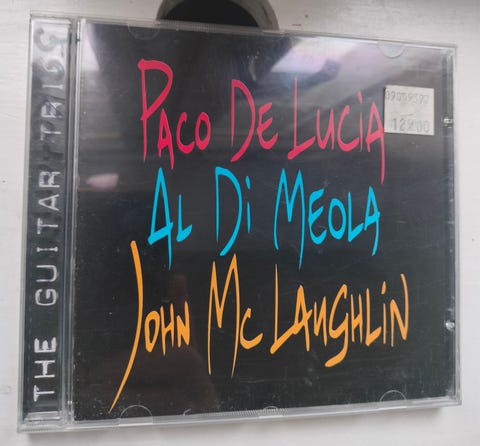 THE GUITAR TRIO
PACO DE LUCIA
AL Di MEOLA
JOHN Mc LAUGHLiN